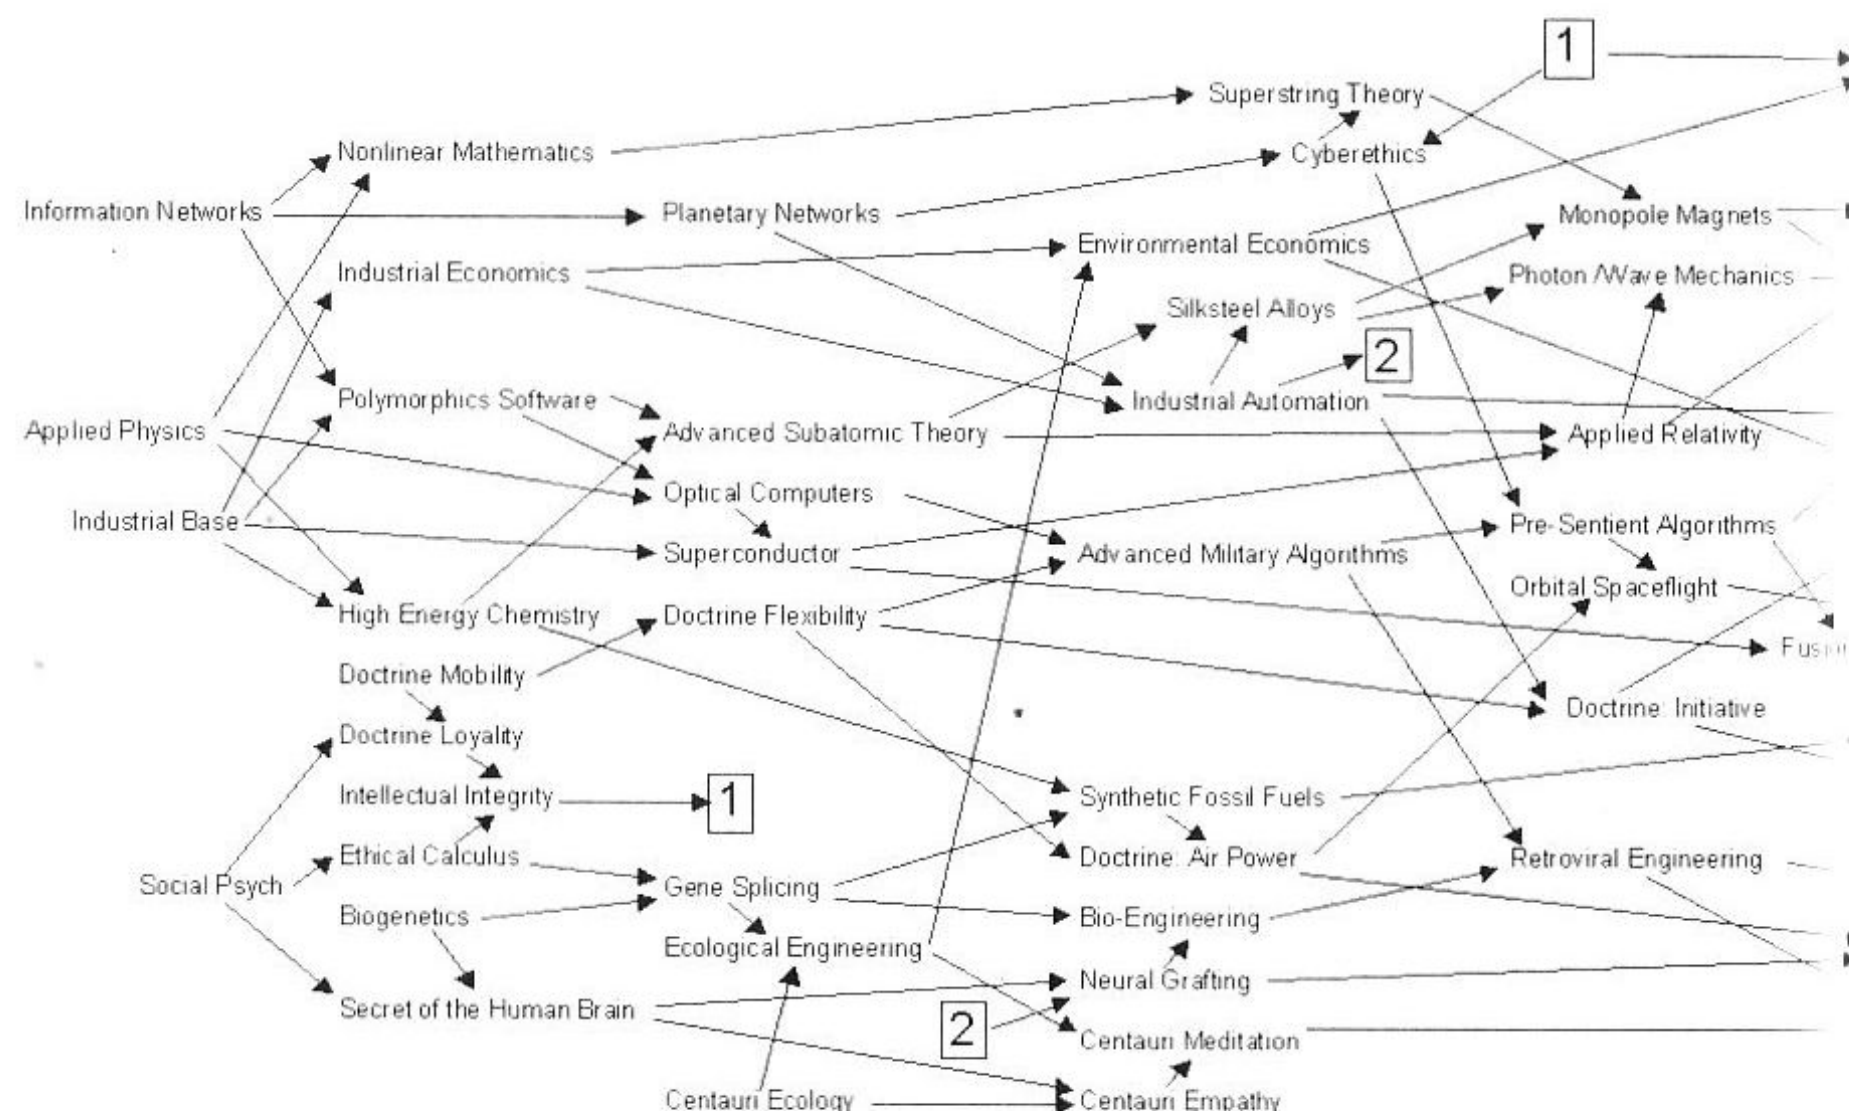 1
Superstring Theory
Nonlinear Mathematics
Cyberethics
Information Networks
Planetary Networks
Monopole Magnets
Environmental Economics
Industrial Economics
Photon /Wave Mechanics
Silksteel Alloys
2
Polymorphics Software
Industrial Automation
Applied Physics
Advanced Subatomic Theory
Applied Relativity
Optical Computers
Industrial Base
Pre-Sentient Algorithms
Superconductor
Advanced Military Algorithms
Orbital Spaceflight
High Energy Chemistry
Doctrine Flexibility
Fusion
Doctrine Mobility
Doctrine: Initiative
Doctrine Loyality
Intellectual Integrity
1
Synthetic Fossil Fuels
Ethical Calculus
Doctrine: Air Power
Retroviral Engineering
Social Psych
Gene Splicing
Biogenetics
Bio-Engineering
Ecological Engineering
Neural Grafting
Secret of the Human Brain
2
Centauri Meditation
Centauri Ecology
Centauri Empathy